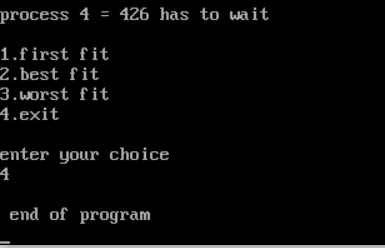 process 4 = 426 has to wait
1.first fit
2.best fit
3.worst fit
4.exit
enter your choice
4
end of program